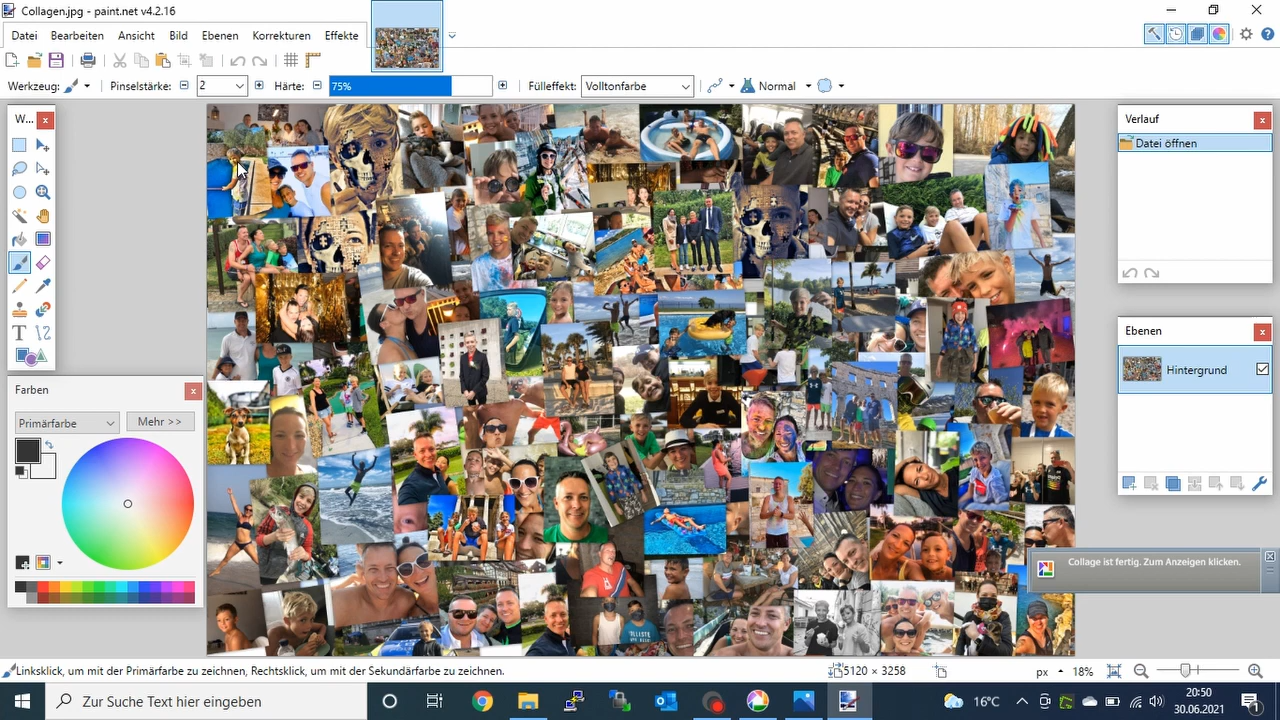 Collagen.jpg - paint.net v4.2.16
Datei Bearbeiten Ansicht Bild Ebenen Korrekturen Effekte
Werkzeug: Pinselstärke: 2 Härte: 75% Fülleffekt: Volltonfarbe Normal
W...
Verlauf
Datei öffnen
Ebenen
Hintergrund
Farben
Primärfarbe
Mehr >>
Collage ist fertig. Zum Anzeigen klicken.
Linksklick, um mit der Primärfarbe zu zeichnen, Rechtsklick, um mit der Sekundärfarbe zu zeichnen.
5120 × 3258
px
18%
Zur Suche Text hier eingeben
16°C
20:50
30.06.2021
1